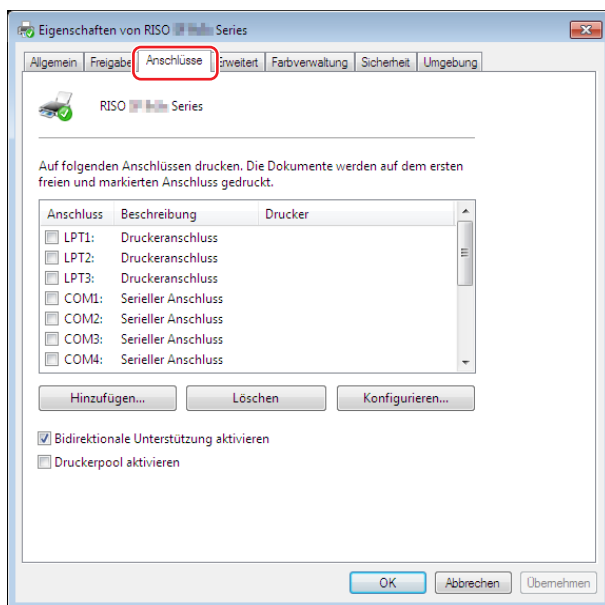 Eigenschaften von RISO Series
Allgemein Freigabe Anschlüsse Erweitert Farbverwaltung Sicherheit Umgebung
RISO Series
Auf folgenden Anschlüssen drucken. Die Dokumente werden auf dem ersten
freien und markierten Anschluss gedruckt.
Anschluss Beschreibung Drucker
LPT1: Druckeranschluss
LPT2: Druckeranschluss
LPT3: Druckeranschluss
COM1: Serieller Anschluss
COM2: Serieller Anschluss
COM3: Serieller Anschluss
COM4: Serieller Anschluss
Hinzufügen... Löschen Konfigurieren...
Bidirektionale Unterstützung aktivieren
Druckerpool aktivieren
OK Abbrechen Übernehmen